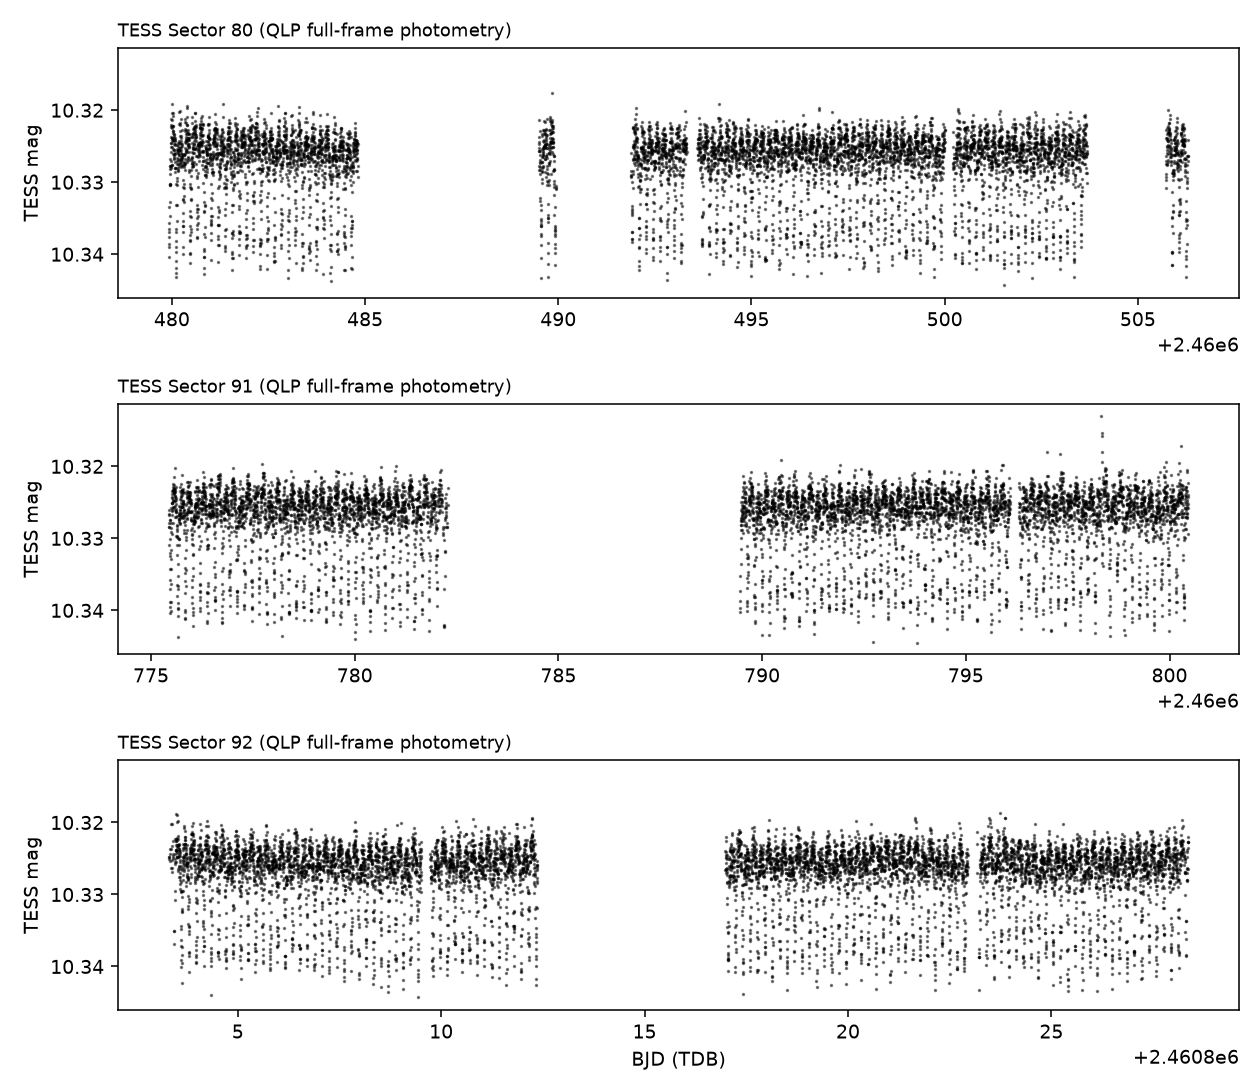 TESS Sector 80 (QLP full-frame photometry)
10.32
10.33
10.34
TESS mag
480 485 490 495 500 505
+2.46e6
TESS Sector 91 (QLP full-frame photometry)
10.32
10.33
10.34
TESS mag
775 780 785 790 795 800
+2.46e6
TESS Sector 92 (QLP full-frame photometry)
10.32
10.33
10.34
TESS mag
5 10 15 20 25
BJD (TDB)
+2.4608e6